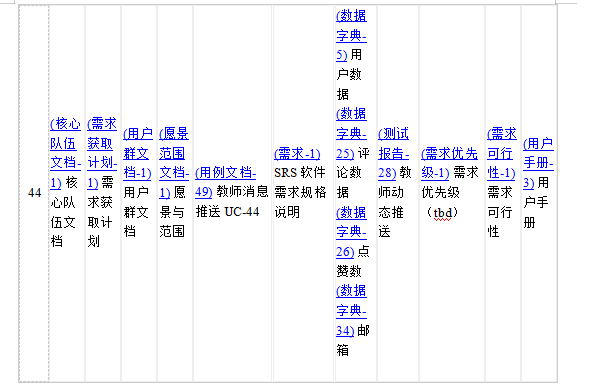 44
(核心
队伍
文档-
1) 核
心队
伍文
档
(需求
获取
计划-
1) 需
求获
取计
划
(用户
群文
档-1)
用户
群文
档
(愿景
范围
文档-
1) 愿
景与
范围
(用例文档-
49) 教师消息
推送 UC-44
(需求-1)
SRS 软件
需求规格
说明
(数据
字典-
5) 用
户数
据
(数据
字典-
25) 评
论数
据
(数据
字典-
26) 点
赞数
(数据
字典-
34) 邮
箱
(测试
报告-
28) 教
师动
态推
送
(需求优先
级-1) 需求
优先级
（tbd）
(需求
可行
性-1)
需求
可行
性
(用户
手册-
3) 用
户手
册